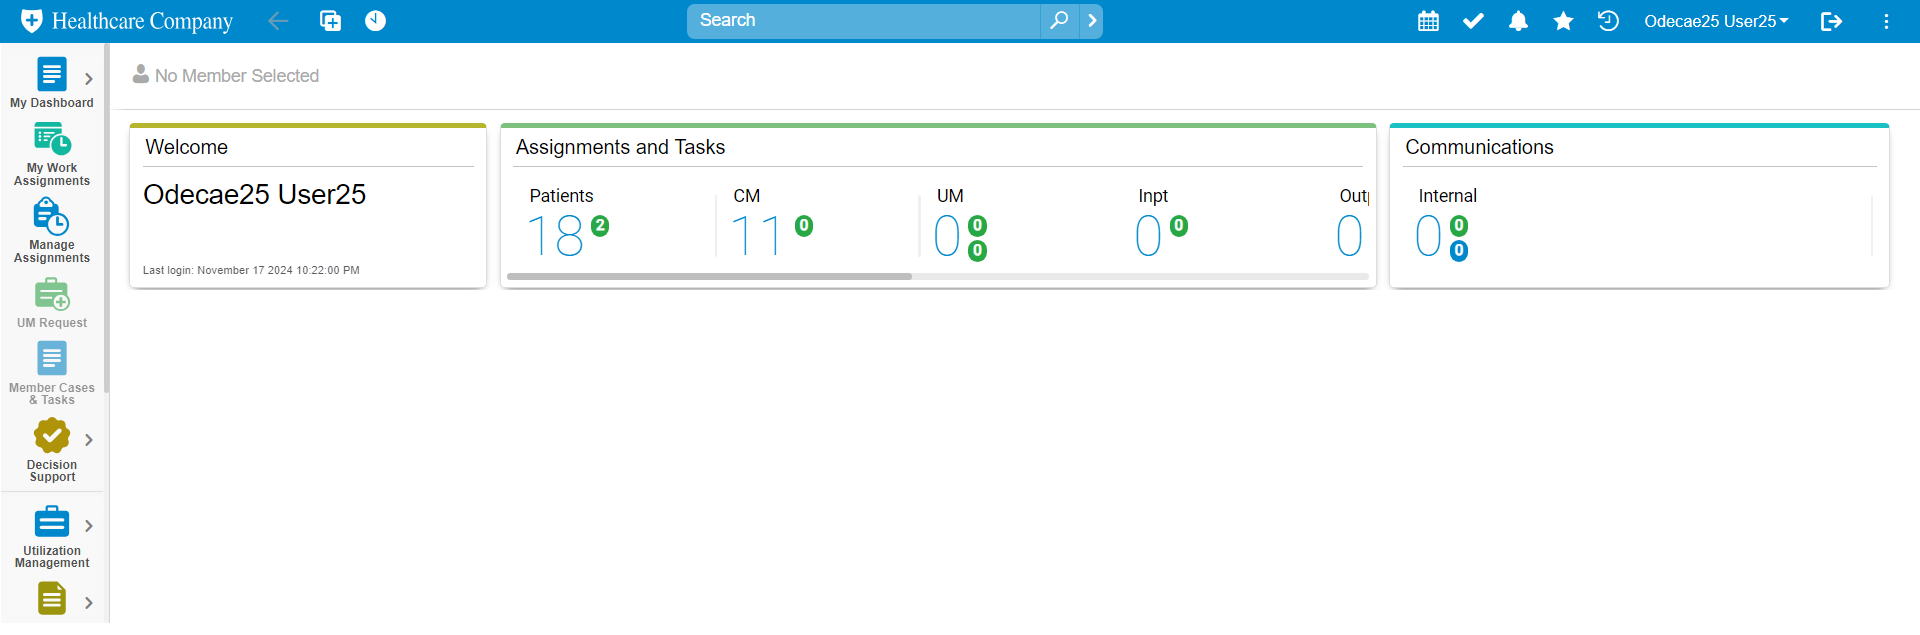 Healthcare Company
Search
Odecae25 User25
No Member Selected
My Dashboard
My Work
Assignments
Manage
Assignments
UM Request
Member Cases
& Tasks
Decision
Support
Utilization
Management
Welcome
Odecae25 User25
Last login: November 17 2024 10:22:00 PM
Assignments and Tasks
Patients
18 2
CM
11 0
UM
0 0
0
Inpt
0 0
Out
0
Communications
Internal
0 0
0